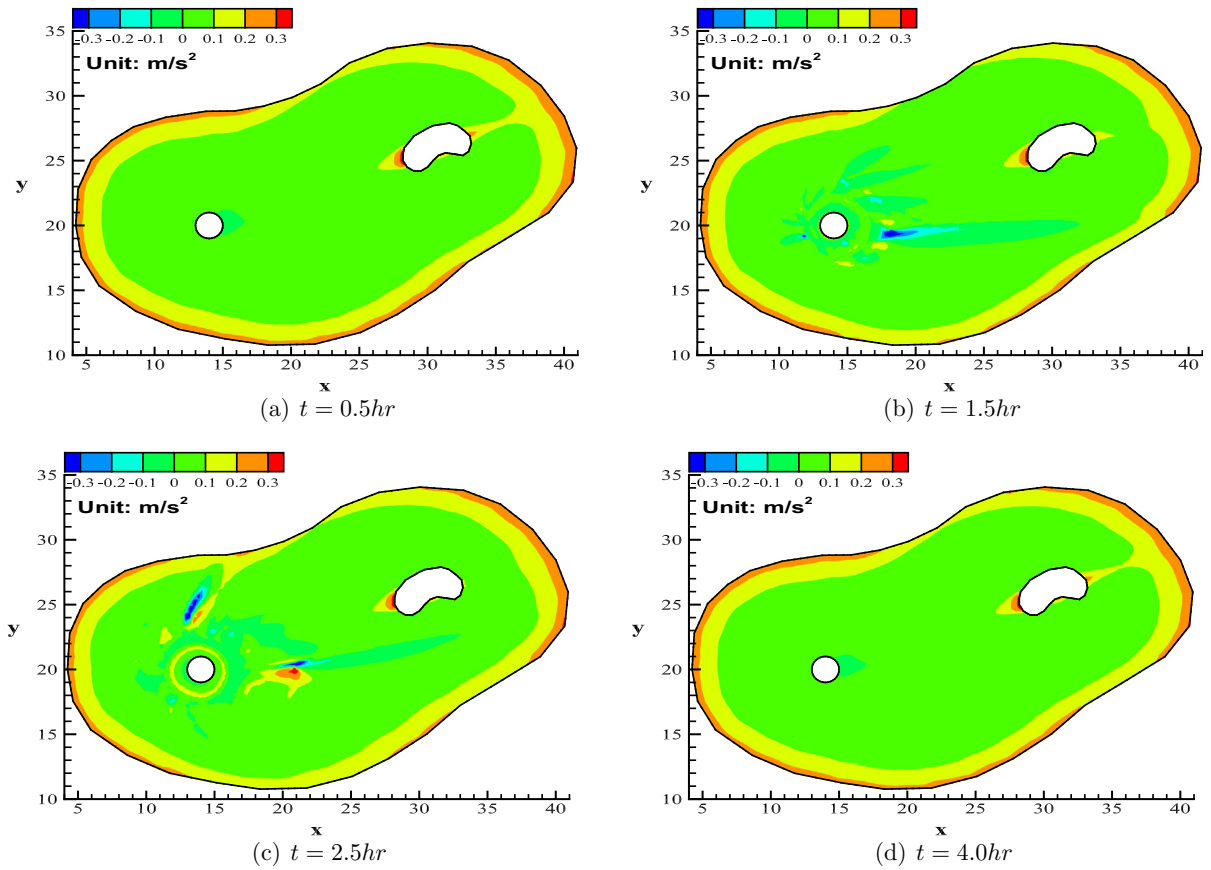 -0.3 -0.2 -0.1 0 0.1 0.2 0.3
Unit: m/s²
35
30
25
20
15
10
y
5 10 15 20 25 30 35 40
x
(a) t = 0.5hr
-0.3 -0.2 -0.1 0 0.1 0.2 0.3
Unit: m/s²
35
30
25
20
15
10
y
5 10 15 20 25 30 35 40
x
(b) t = 1.5hr
-0.3 -0.2 -0.1 0 0.1 0.2 0.3
Unit: m/s²
35
30
25
20
15
10
y
5 10 15 20 25 30 35 40
x
(c) t = 2.5hr
-0.3 -0.2 -0.1 0 0.1 0.2 0.3
Unit: m/s²
35
30
25
20
15
10
y
5 10 15 20 25 30 35 40
x
(d) t = 4.0hr